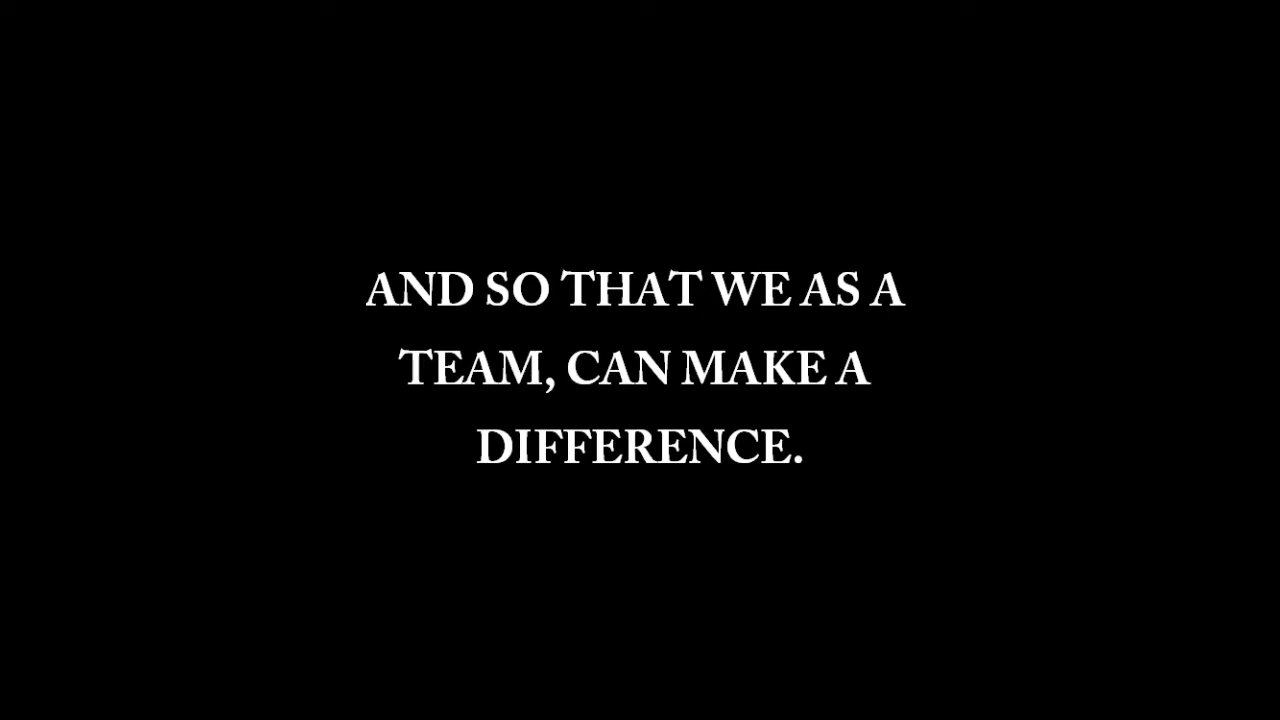 AND SO THAT WE AS A
TEAM, CAN MAKE A
DIFFERENCE.